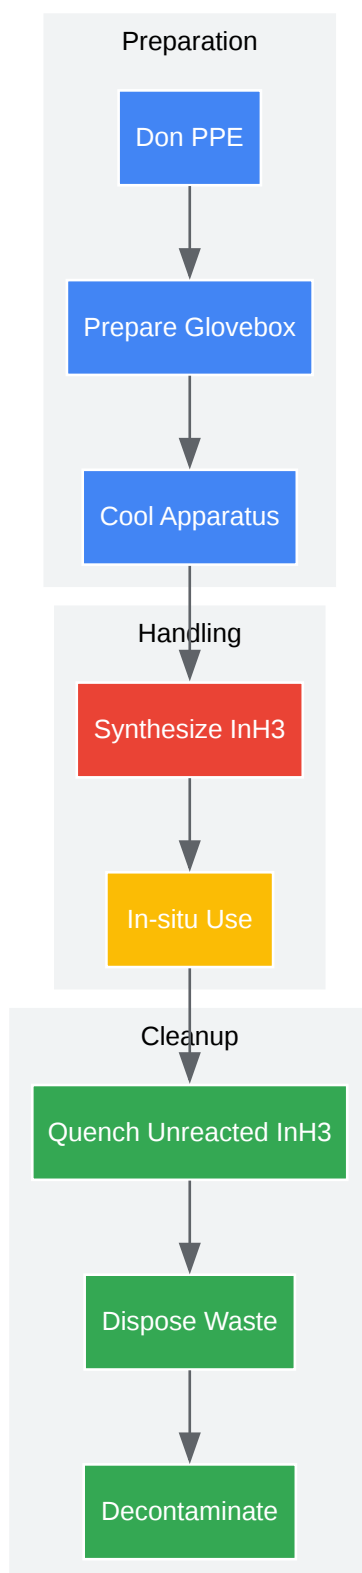 Preparation
Don PPE
Prepare Glovebox
Cool Apparatus
Handling
Synthesize InH3
In-situ Use
Cleanup
Quench Unreacted InH3
Dispose Waste
Decontaminate